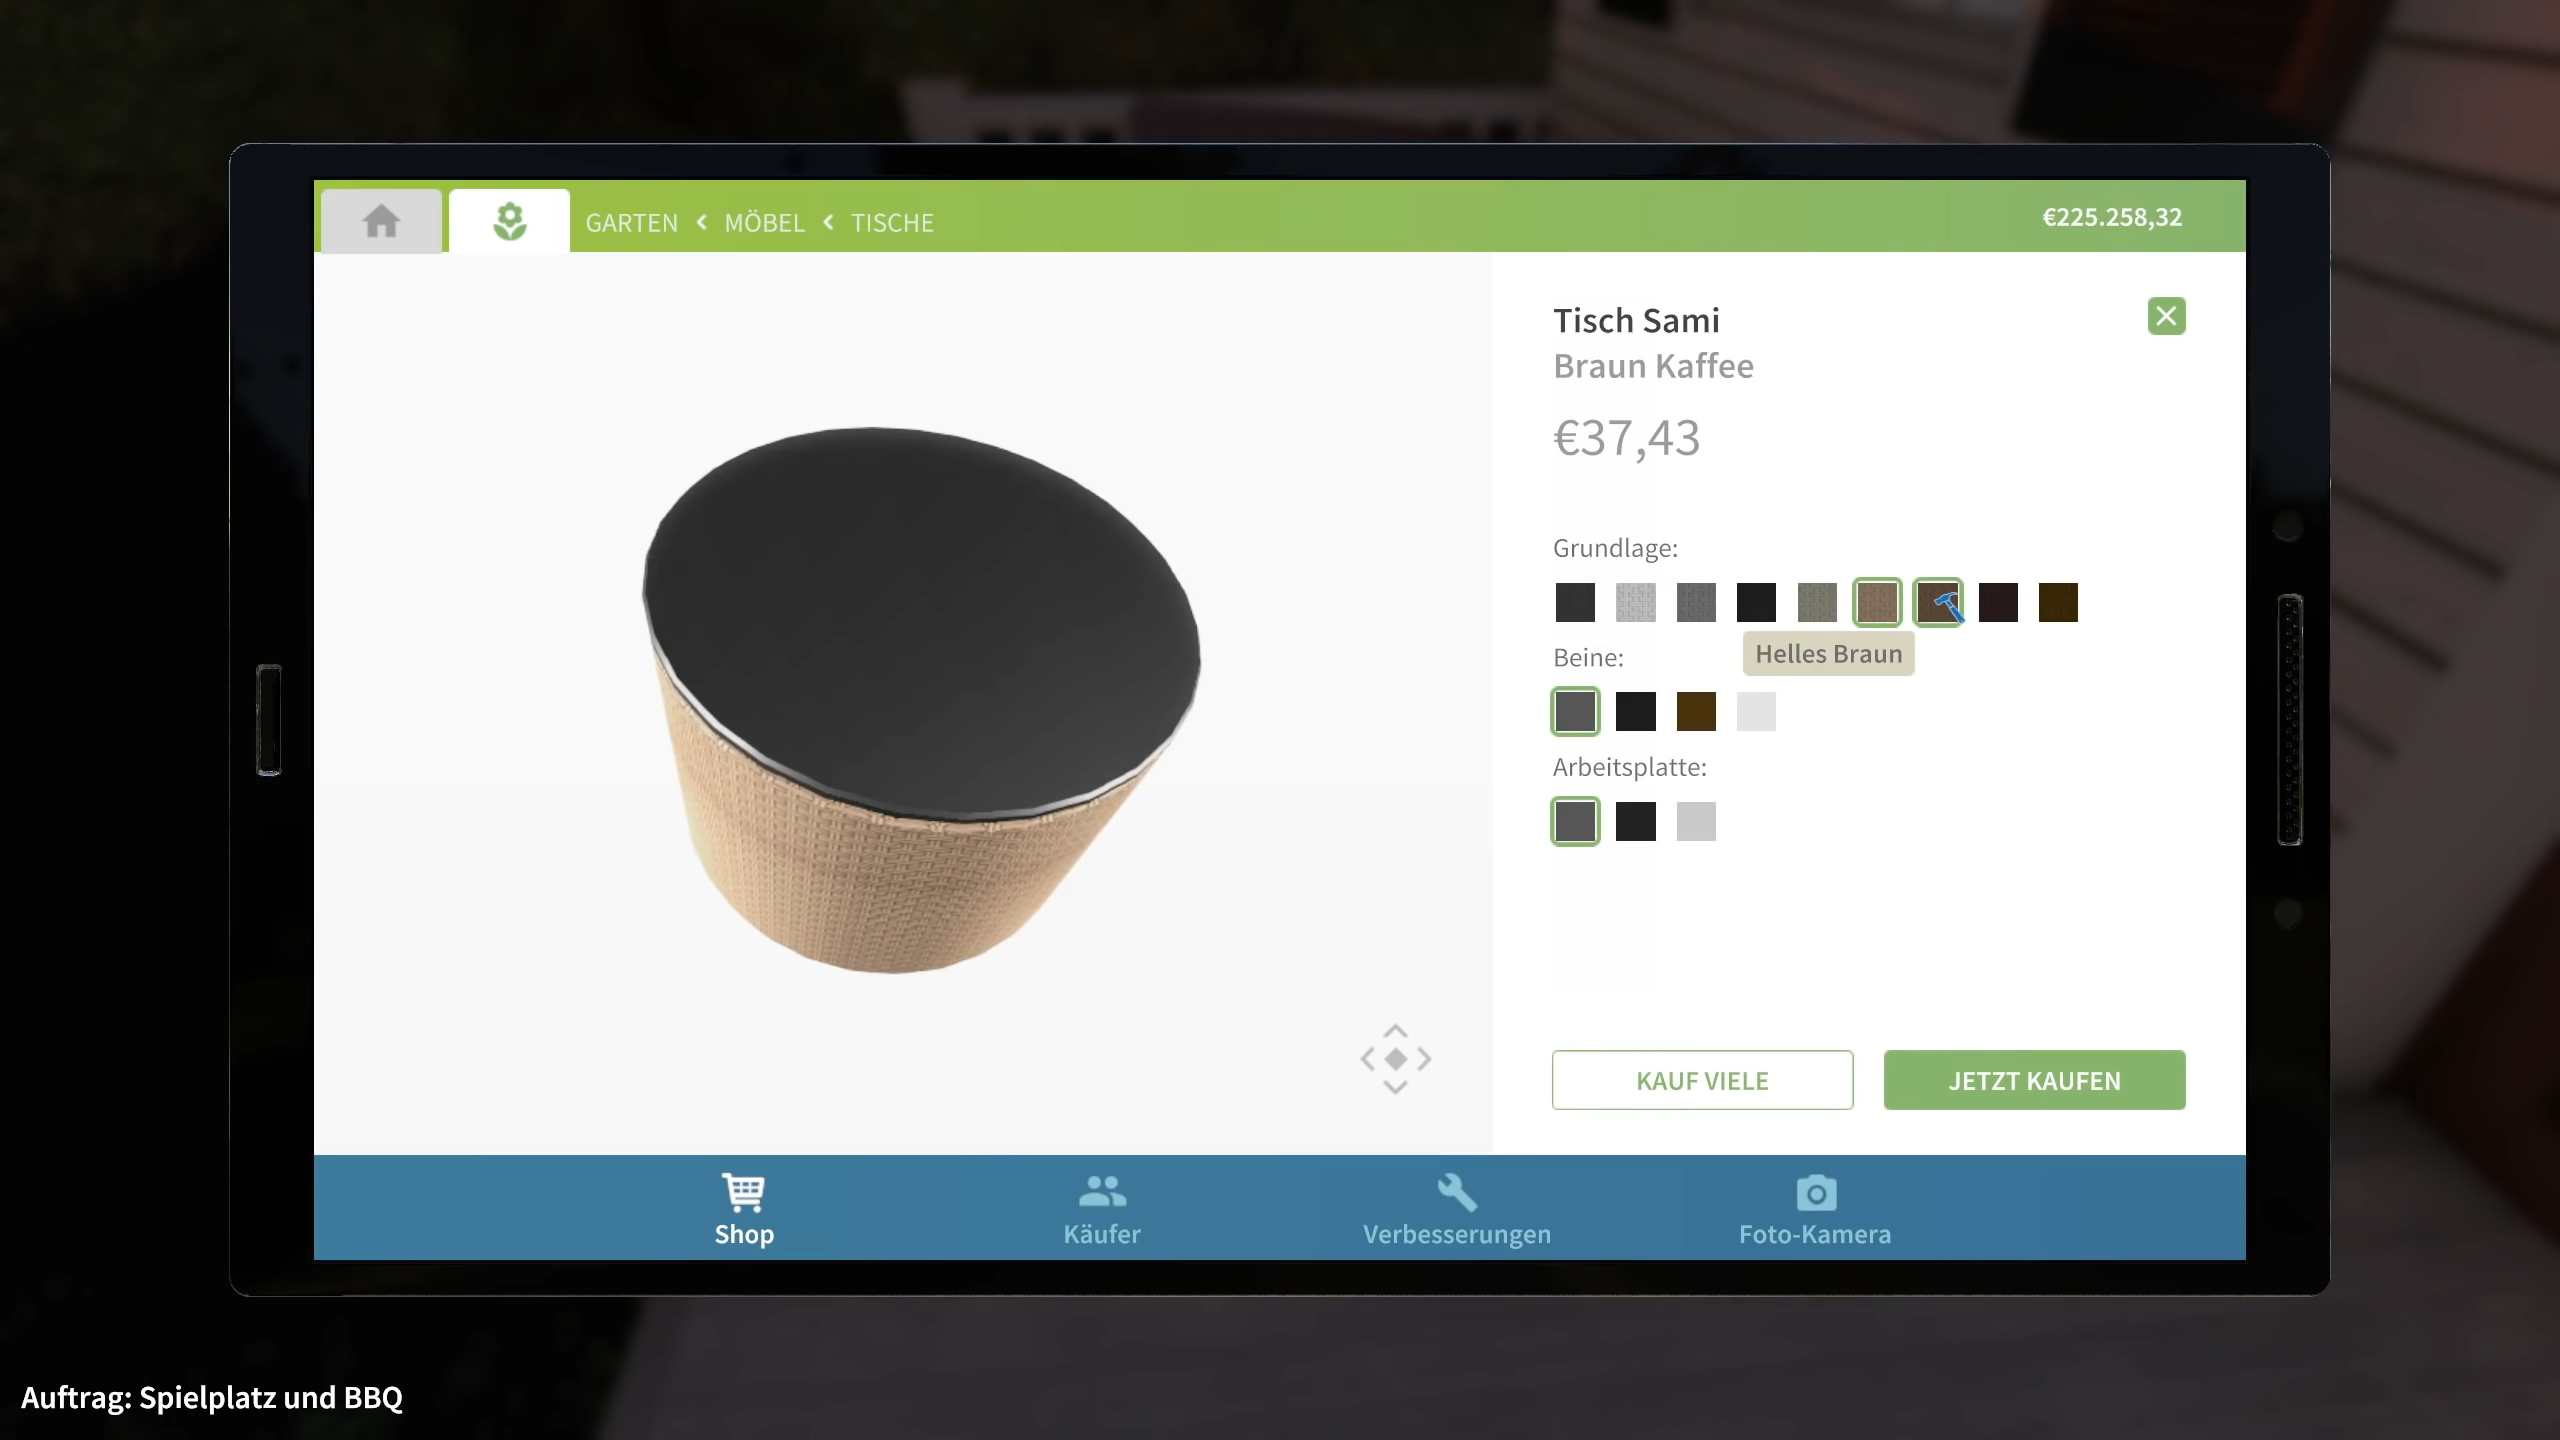 GARTEN < MÖBEL < TISCHE
€225.258,32
Tisch Sami
Braun Kaffee
€37,43
Grundlage:
Helles Braun
Beine:
Arbeitsplatte:
KAUF VIELE
JETZT KAUFEN
Shop
Käufer
Verbesserungen
Foto-Kamera
Auftrag: Spielplatz und BBQ